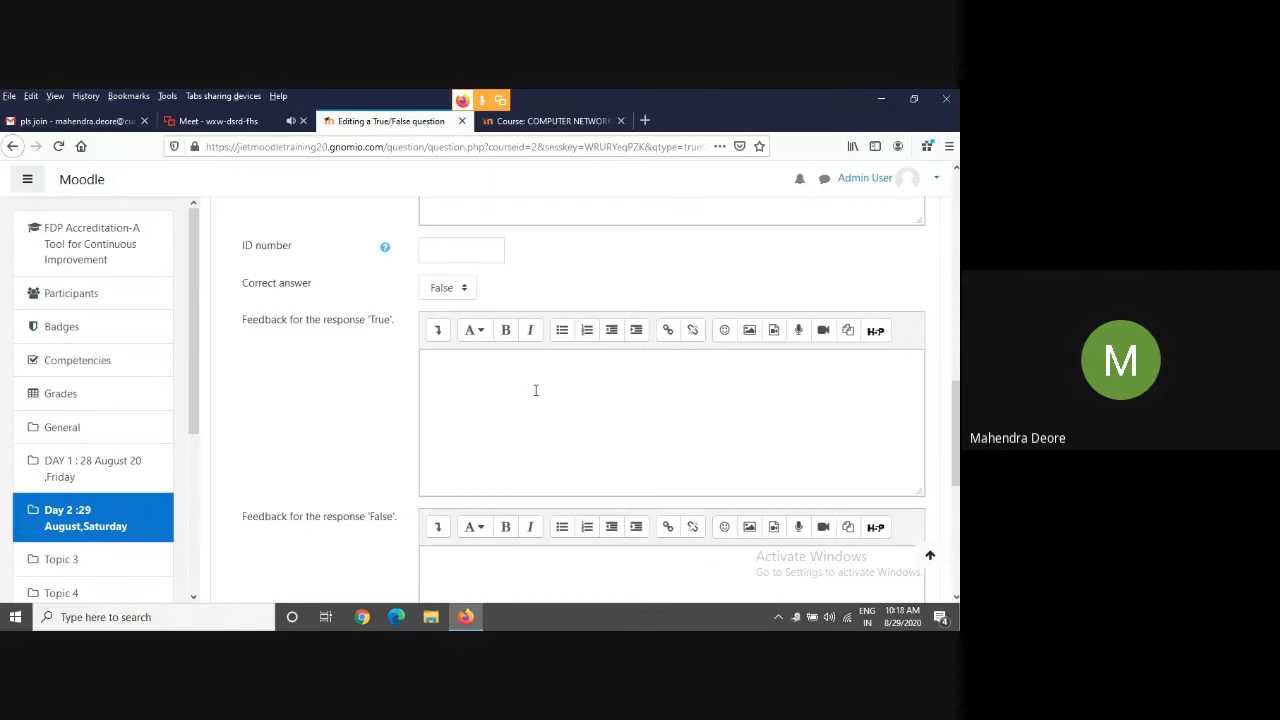 File Edit View History Bookmarks Tools Tabs sharing devices Help
pls join - mahendra.deore@cu
Meet - wxw-dsrd-fhs
Editing a True/False question
Course: COMPUTER NETWORK
https://jietmoodletraining20.gnomio.com/question/question.php?courseid=2&sesskey=WRURYeqPZK&qtype=true
Moodle
Admin User
FDP Accreditation-A
Tool for Continuous
Improvement
Participants
Badges
Competencies
Grades
General
DAY 1 : 28 August 20
,Friday
Day 2 :29
August,Saturday
Topic 3
Topic 4
ID number
Correct answer
False
Feedback for the response 'True'.
A B I
H-P
Feedback for the response 'False'.
A B I
H-P
Activate Windows
Go to Settings to activate Windows.
Type here to search
ENG
IN
10:18 AM
8/29/2020
4
M
Mahendra Deore